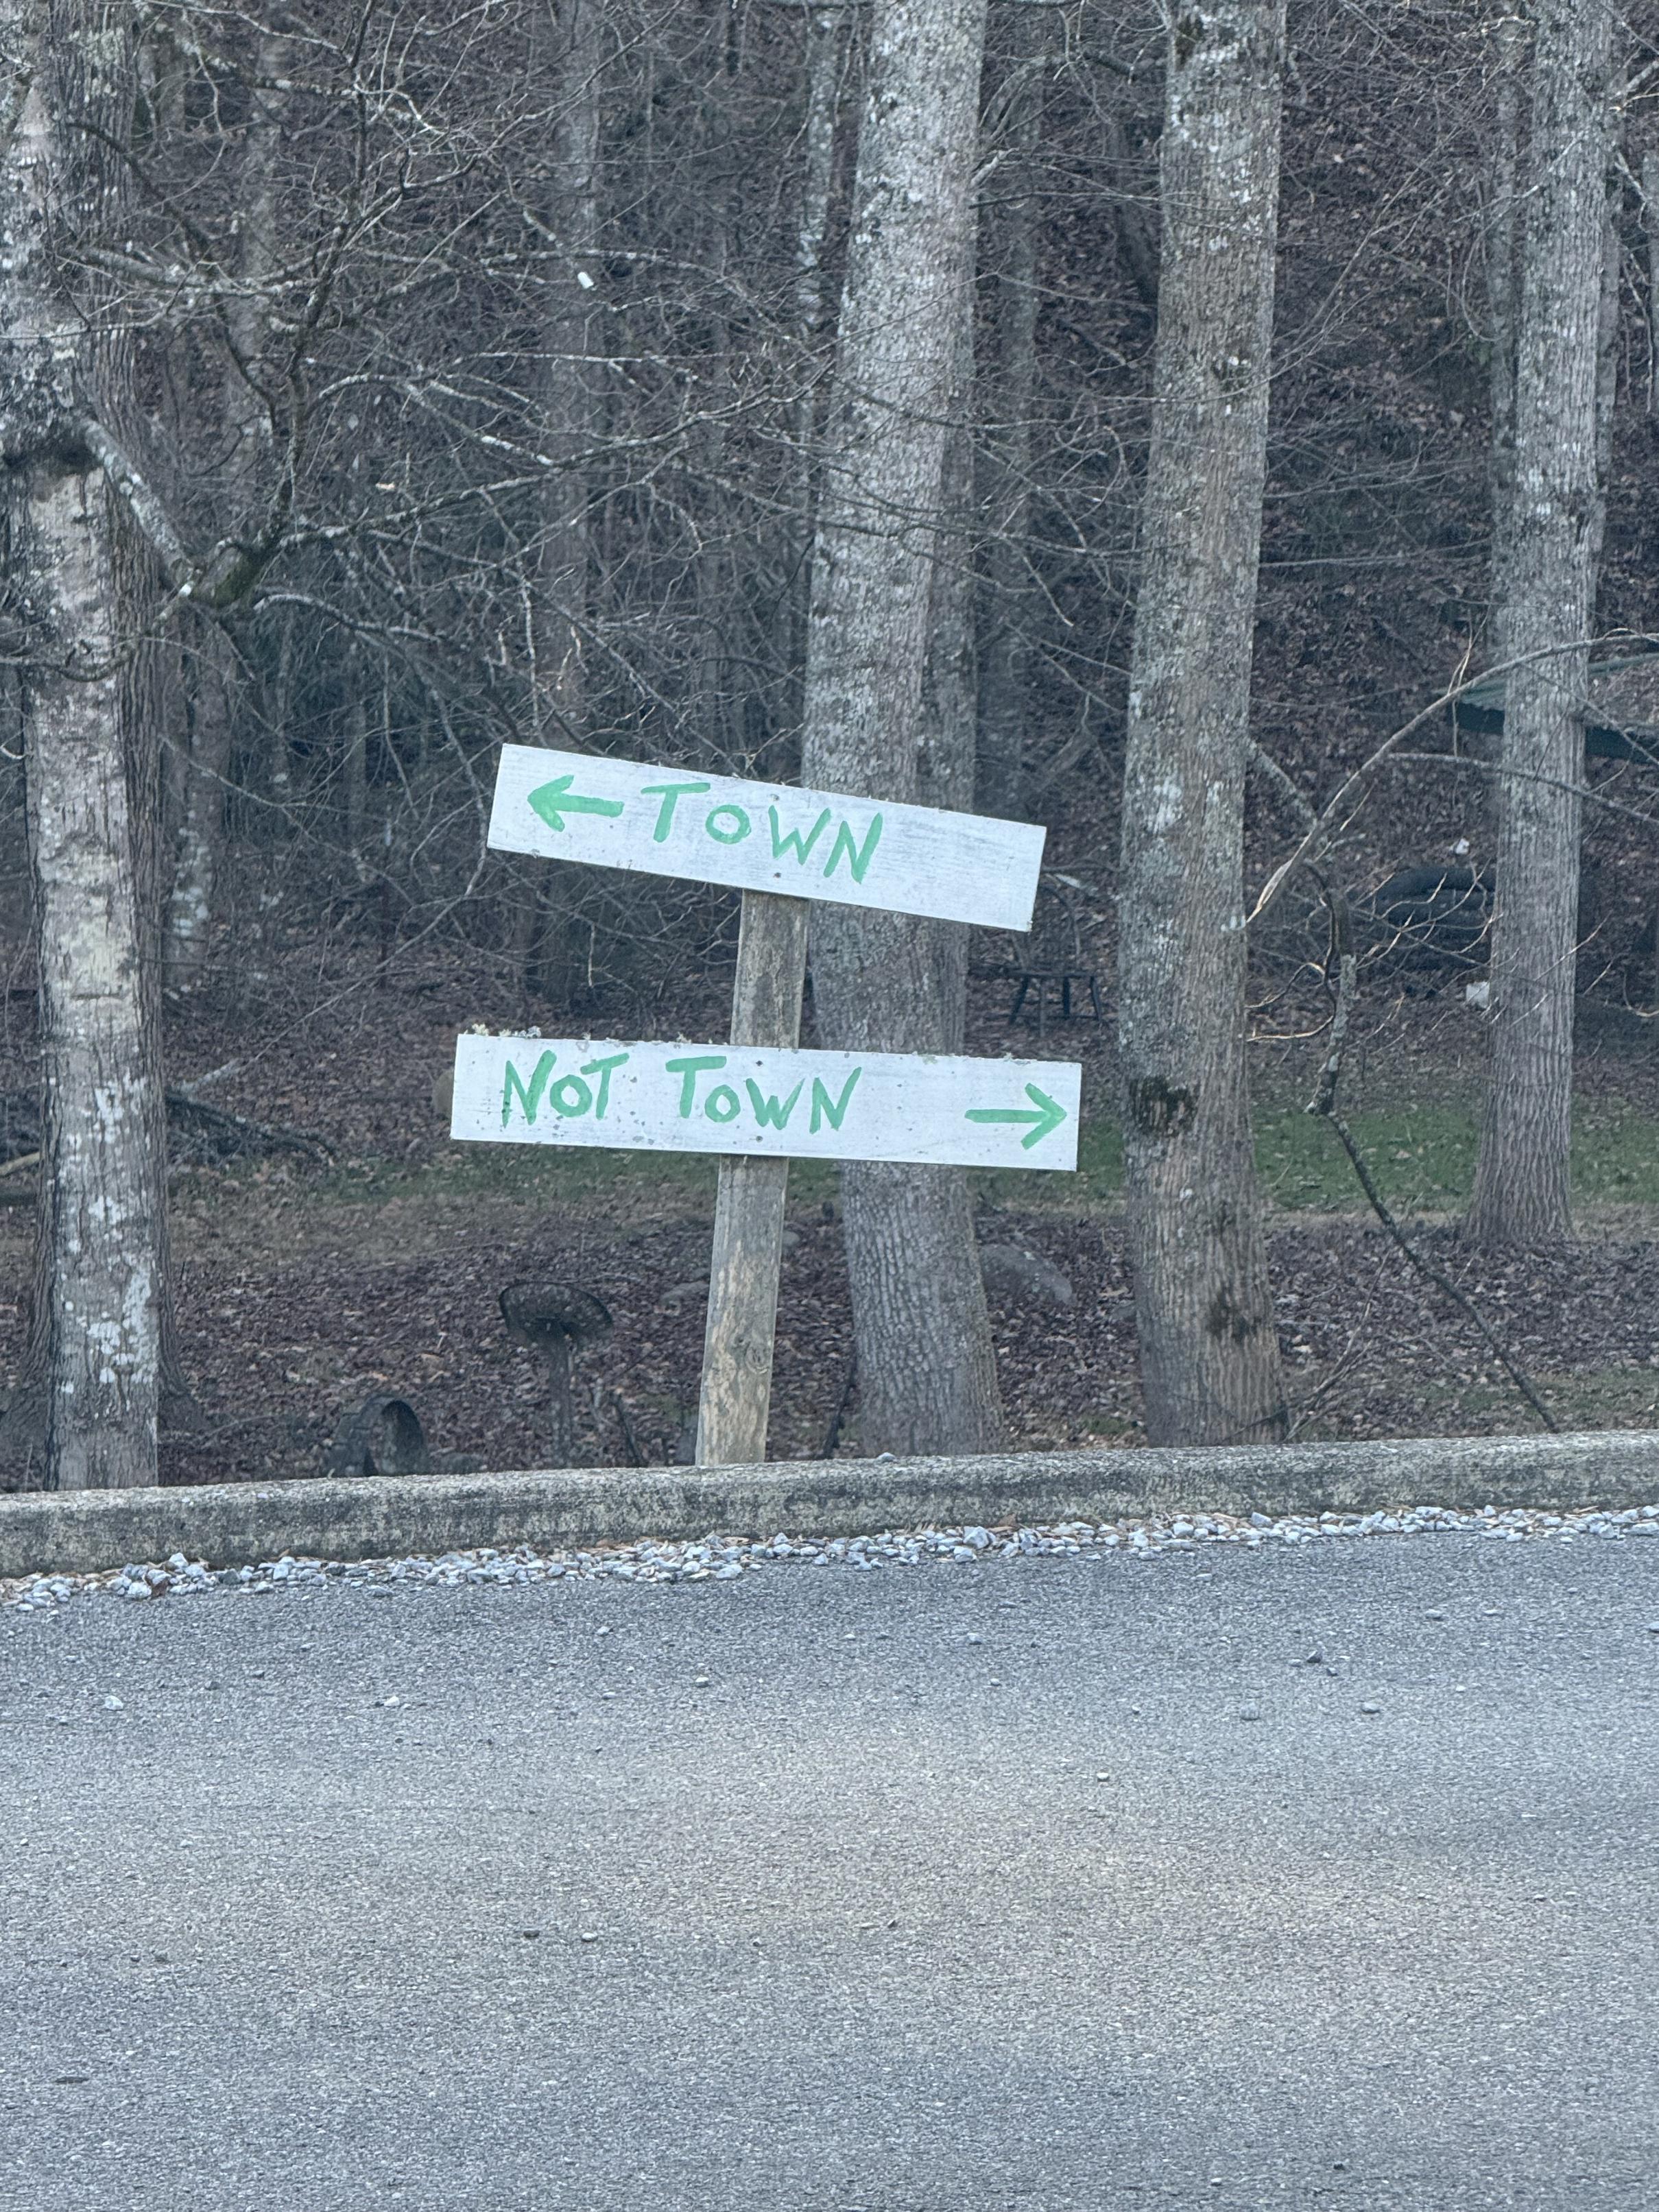 ← TOWN
NOT TOWN →